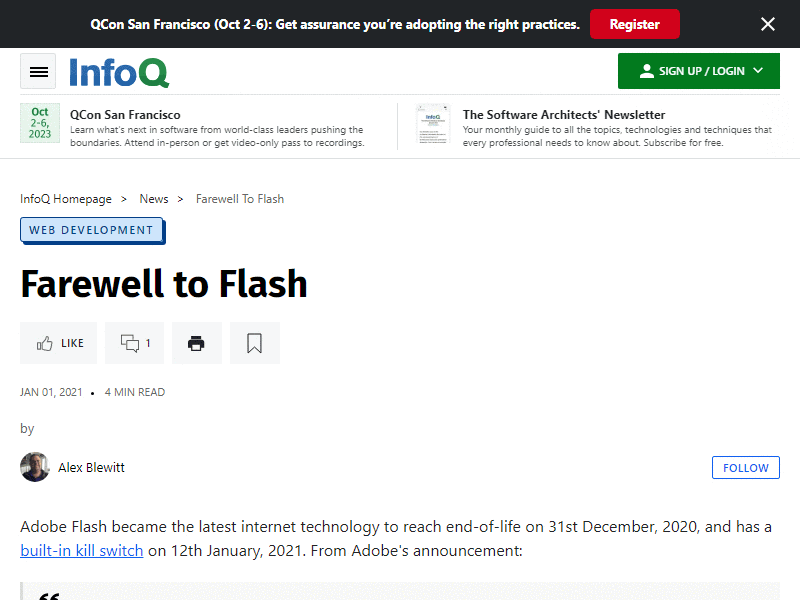 QCon San Francisco (Oct 2-6): Get assurance you're adopting the right practices.
Register
InfoQ
SIGN UP / LOGIN
Oct
2-6,
2023
QCon San Francisco
Learn what's next in software from world-class leaders pushing the
boundaries. Attend in-person or get video-only pass to recordings.
The Software Architects' Newsletter
Your monthly guide to all the topics, technologies and techniques that
every professional needs to know about. Subscribe for free.
InfoQ Homepage > News > Farewell To Flash
WEB DEVELOPMENT
Farewell to Flash
LIKE
1
JAN 01, 2021 • 4 MIN READ
by
Alex Blewitt
FOLLOW
Adobe Flash became the latest internet technology to reach end-of-life on 31st December, 2020, and has a
built-in kill switch on 12th January, 2021. From Adobe's announcement:
“